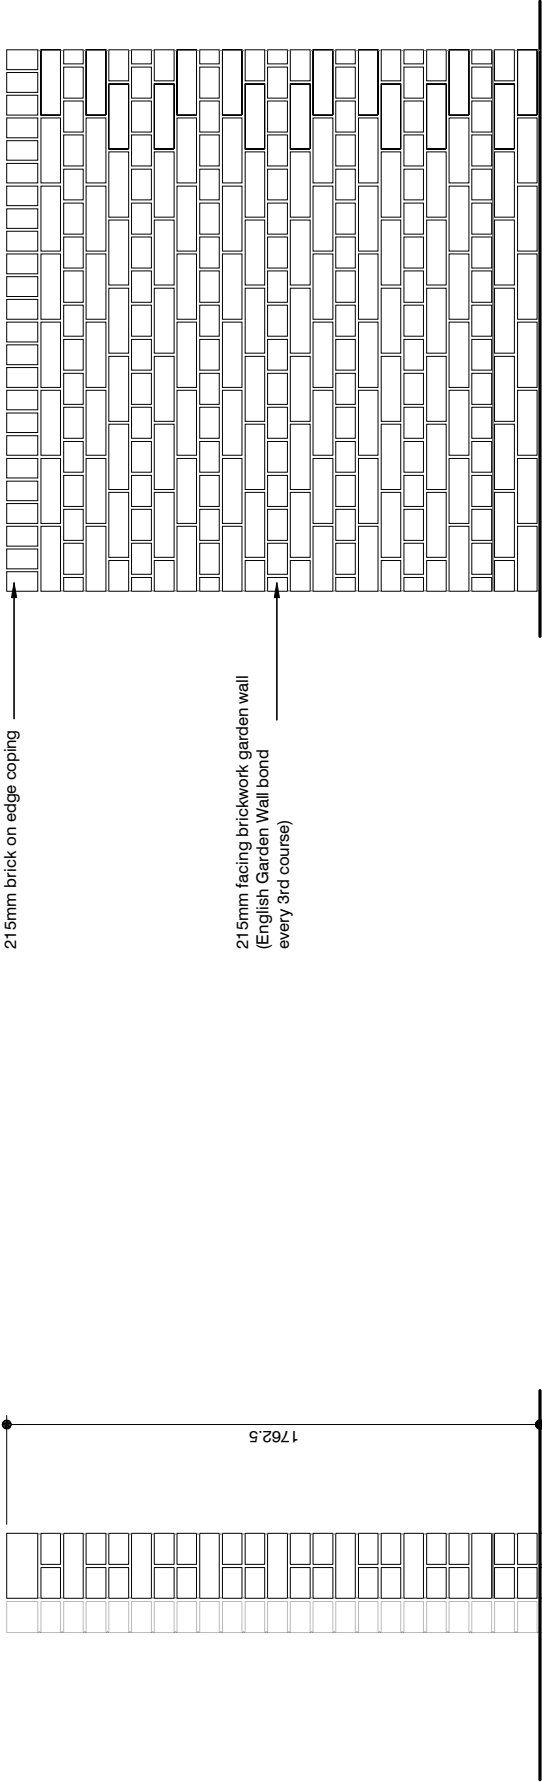 215mm brick on edge coping
215mm facing brickwork garden wall
(English Garden Wall bond
every 3rd course)
1762.5